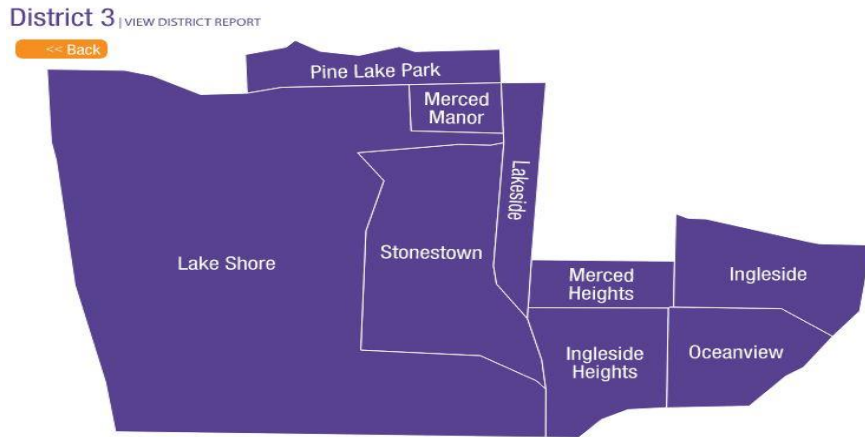 District 3 | VIEW DISTRICT REPORT
<< Back
Pine Lake Park
Merced
Manor
Lakeside
Lake Shore
Stonestown
Merced
Heights
Ingleside
Ingleside
Heights
Oceanview